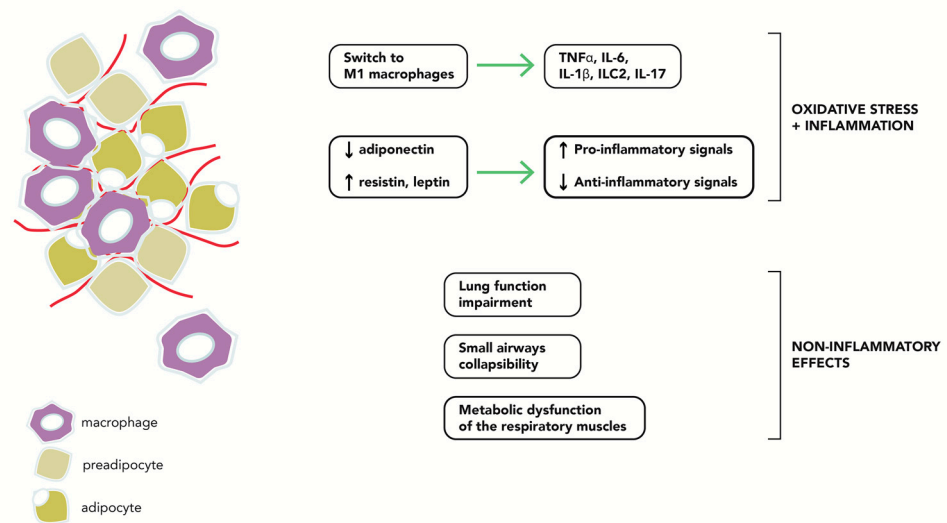 Switch to
M1 macrophages
TNFα, IL-6,
IL-1β, ILC2, IL-17
↓ adiponectin
↑ resistin, leptin
↑ Pro-inflammatory signals
↓ Anti-inflammatory signals
OXIDATIVE STRESS
+ INFLAMMATION
Lung function
impairment
Small airways
collapsibility
Metabolic dysfunction
of the respiratory muscles
NON-INFLAMMATORY
EFFECTS
macrophage
preadipocyte
adipocyte